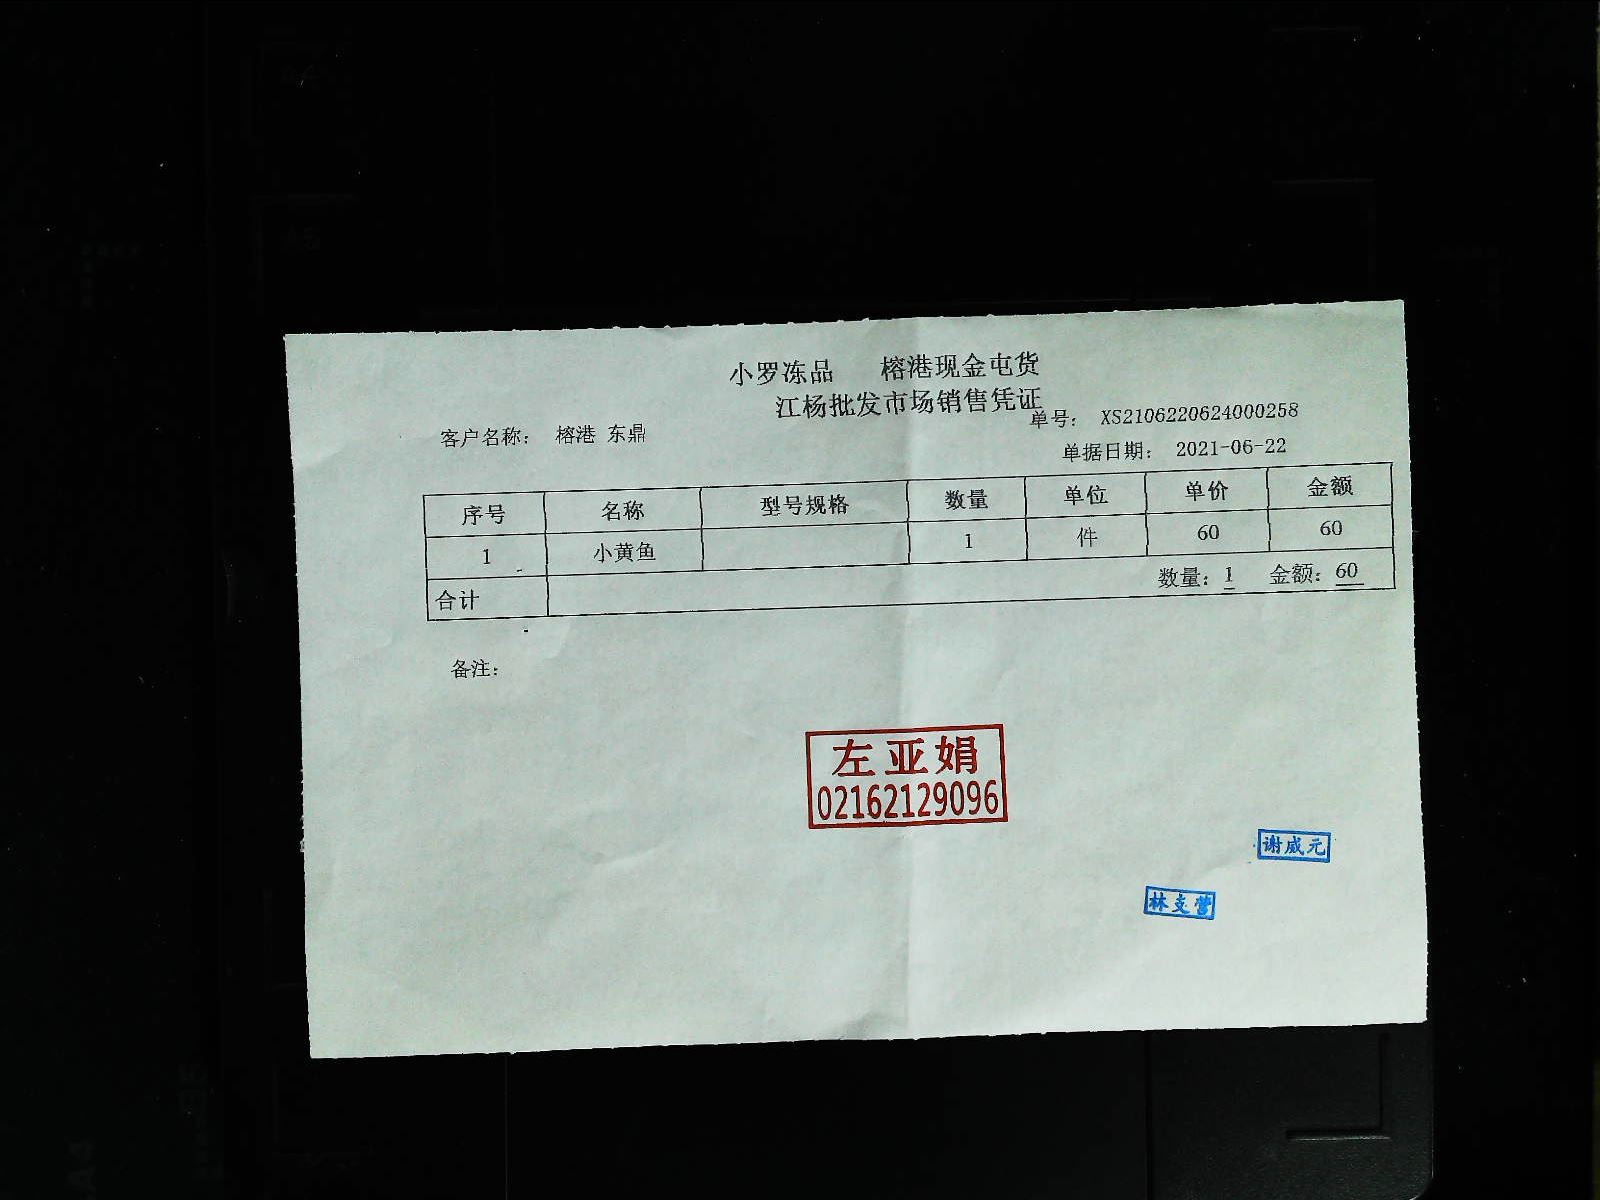 小罗冻品 榕港现金屯货
江杨批发市场销售凭证
单号： XS2106220624000258
客户名称： 榕港 东鼎
单据日期： 2021-06-22
序号 名称 型号规格 数量 单位 单价 金额
1 小黄鱼 1 件 60 60
合计 数量：1 金额：60
备注：
左亚娟
02162129096
谢威元
林支营